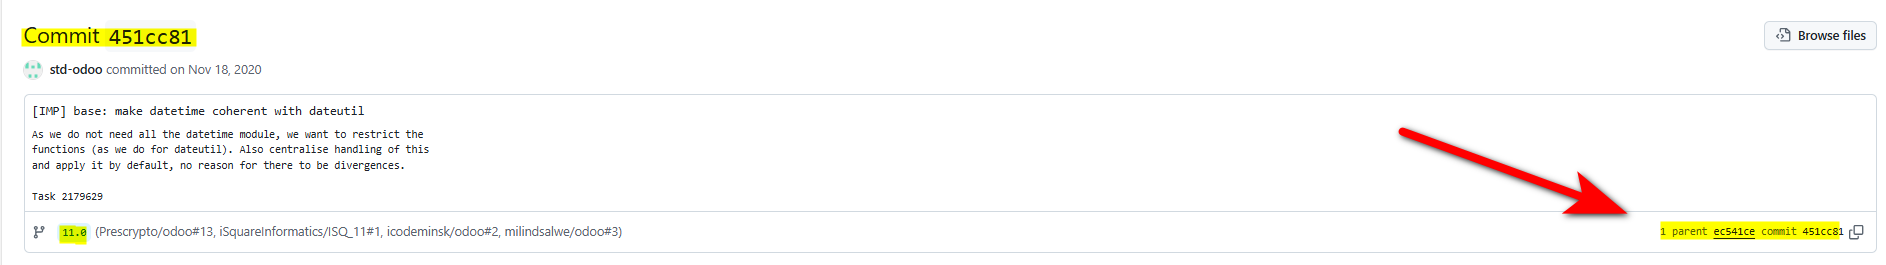 Commit 451cc81
Browse files
std-odoo committed on Nov 18, 2020
[IMP] base: make datetime coherent with dateutil
As we do not need all the datetime module, we want to restrict the
functions (as we do for dateutil). Also centralise handling of this
and apply it by default, no reason for there to be divergences.
Task 2179629
11.0 (Prescrypto/odoo#13, iSquareInformatics/ISQ_11#1, icodeminsk/odoo#2, milindsalwe/odoo#3)
1 parent ec541ce commit 451cc81